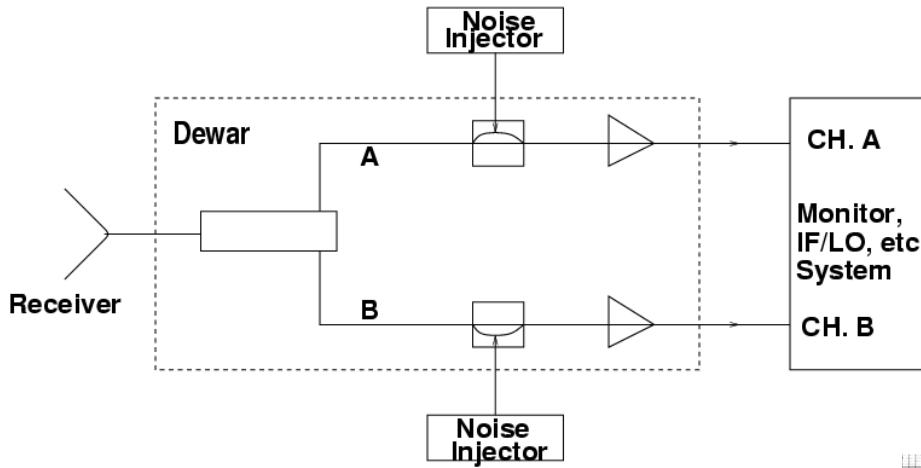 Noise
Injector
Dewar
A
CH. A
Monitor,
IF/LO, etc
System
Receiver
B
CH. B
Noise
Injector